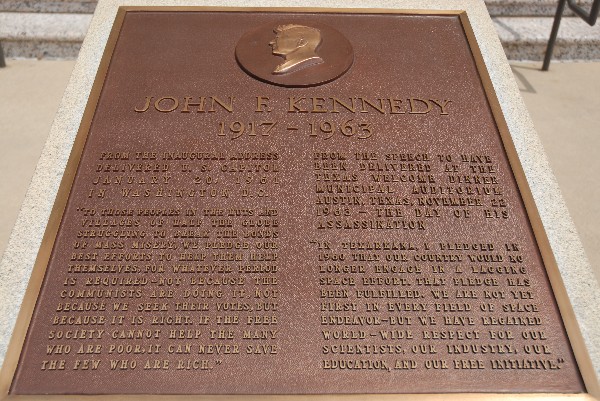 JOHN F. KENNEDY
1917 - 1963
FROM THE INAUGURAL ADDRESS
DELIVERED U.S. CAPITOL
JANUARY 20, 1961
IN WASHINGTON D.C.
"TO THOSE PEOPLES IN THE HUTS AND
VILLAGES OF HALF THE GLOBE
STRUGGLING TO BREAK THE BONDS
OF MASS MISERY, WE PLEDGE OUR
BEST EFFORTS TO HELP THEM HELP
THEMSELVES, FOR WHATEVER PERIOD
IS REQUIRED-NOT BECAUSE THE
COMMUNISTS ARE DOING IT, NOT
BECAUSE WE SEEK THEIR VOTES, BUT
BECAUSE IT IS RIGHT. IF THE FREE
SOCIETY CANNOT HELP THE MANY
WHO ARE POOR, IT CAN NEVER SAVE
THE FEW WHO ARE RICH."
FROM THE SPEECH TO HAVE
BEEN DELIVERED AT THE
TEXAS WELCOME DINNER
MUNICIPAL AUDITORIUM,
AUSTIN, TEXAS, NOVEMBER 22
1963 - THE DAY OF HIS
ASSASSINATION
"IN TEXARKANA, I PLEDGED IN
1960 THAT OUR COUNTRY WOULD NO
LONGER ENGAGE IN A LAGGING
SPACE EFFORT. THAT PLEDGE HAS
BEEN FULFILLED. WE ARE NOT YET
FIRST IN EVERY FIELD OF SPACE
ENDEAVOR-BUT WE HAVE REGAINED
WORLD-WIDE RESPECT FOR OUR
SCIENTISTS, OUR INDUSTRY, OUR
EDUCATION, AND OUR FREE INITIATIVE."